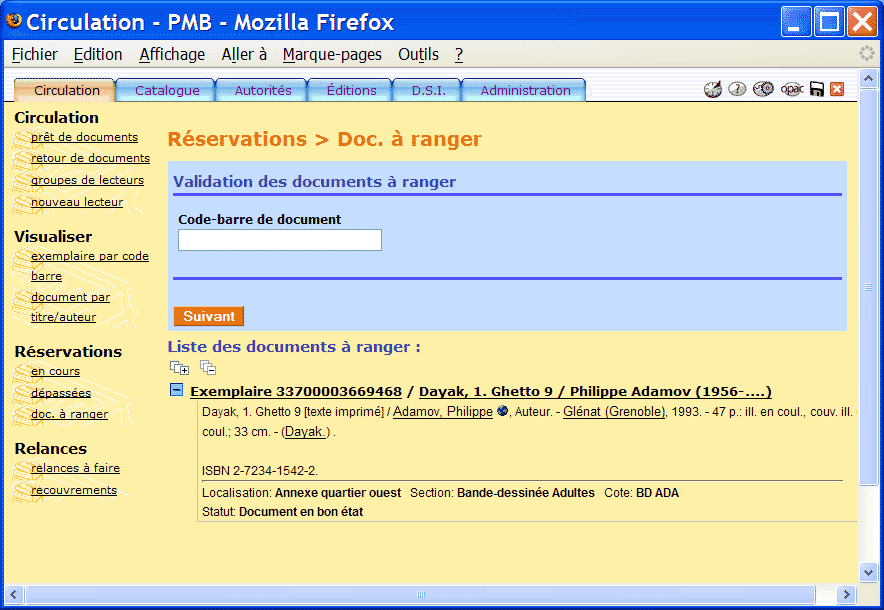 Circulation - PMB - Mozilla Firefox
Fichier Edition Affichage Aller à Marque-pages Outils ?
Circulation Catalogue Autorités Éditions D.S.I. Administration opac
Circulation
prêt de documents
retour de documents
groupes de lecteurs
nouveau lecteur
Visualiser
exemplaire par code
barre
document par
titre/auteur
Réservations
en cours
dépassées
doc. à ranger
Relances
relances à faire
recouvrements
Réservations > Doc. à ranger
Validation des documents à ranger
Code-barre de document
Suivant
Liste des documents à ranger :
Exemplaire 33700003669468 / Dayak, 1. Ghetto 9 / Philippe Adamov (1956-....)
Dayak, 1. Ghetto 9 [texte imprimé] / Adamov, Philippe , Auteur. - Glénat (Grenoble), 1993. - 47 p.: ill. en coul., couv. ill.
coul.; 33 cm. - (Dayak.) .
ISBN 2-7234-1542-2.
Localisation: Annexe quartier ouest Section: Bande-dessinée Adultes Cote: BD ADA
Statut: Document en bon état